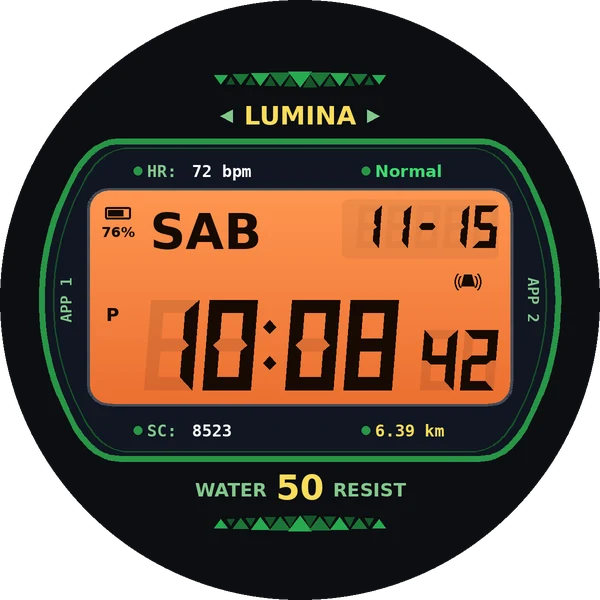 ◄ LUMINA ►
HR: 72 bpm
Normal
76%
SAB
11-15
APP 1
APP 2
P
10:08
42
SC: 8523
6.39 km
WATER 50 RESIST